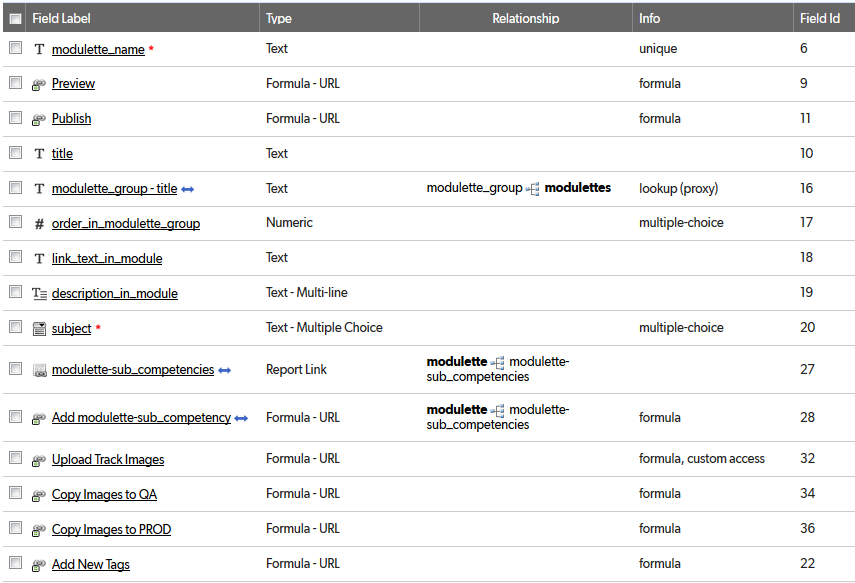 Field Label Type Relationship Info Field Id
T modulette_name * Text unique 6
Preview Formula - URL formula 9
Publish Formula - URL formula 11
T title Text 10
T modulette_group - title Text modulette_group modulettes lookup (proxy) 16
# order_in_modulette_group Numeric multiple-choice 17
T link_text_in_module Text 18
T description_in_module Text - Multi-line 19
subject * Text - Multiple Choice multiple-choice 20
modulette-sub_competencies Report Link modulette modulette- 27
sub_competencies
Add modulette-sub_competency Formula - URL modulette modulette- formula 28
sub_competencies
Upload Track Images Formula - URL formula, custom access 32
Copy Images to QA Formula - URL formula 34
Copy Images to PROD Formula - URL formula 36
Add New Tags Formula - URL formula 22